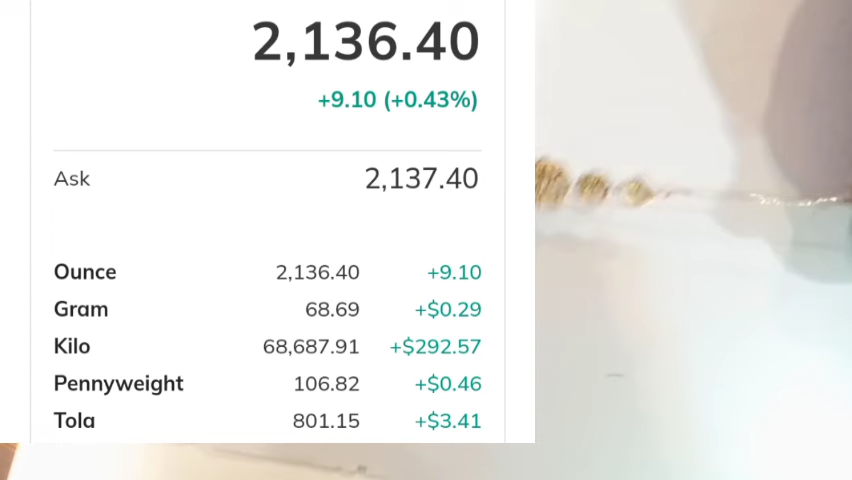 2,136.40
+9.10 (+0.43%)
Ask 2,137.40
Ounce 2,136.40 +9.10
Gram 68.69 +$0.29
Kilo 68,687.91 +$292.57
Pennyweight 106.82 +$0.46
Tola 801.15 +$3.41